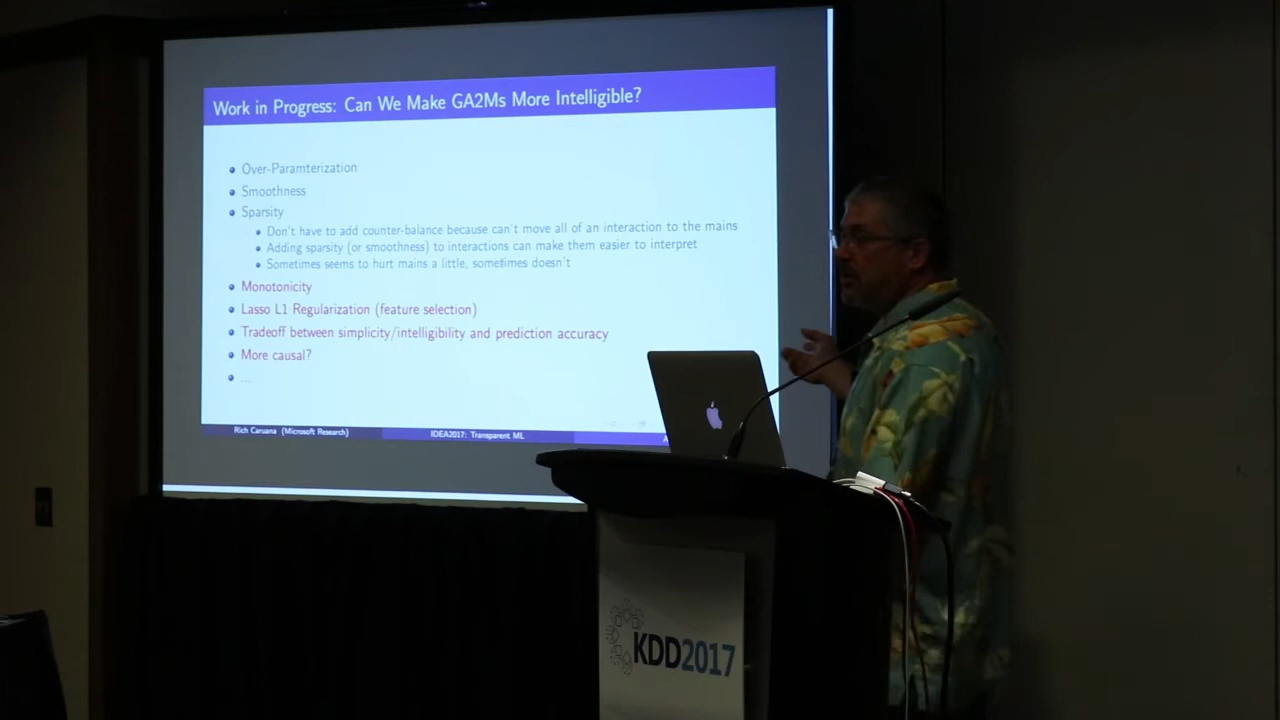 Work in Progress: Can We Make GA2Ms More Intelligible?
Over-Paramterization
Smoothness
Sparsity
Don't have to add counter-balance because can't move all of an interaction to the mains
Adding sparsity (or smoothness) to interactions can make them easier to interpret
Sometimes seems to hurt mains a little, sometimes doesn't
Monotonicity
Lasso L1 Regularization (feature selection)
Tradeoff between simplicity/intelligibility and prediction accuracy
More causal?
...
Rich Caruana (Microsoft Research)
IDEA2017: Transparent ML
KDD2017